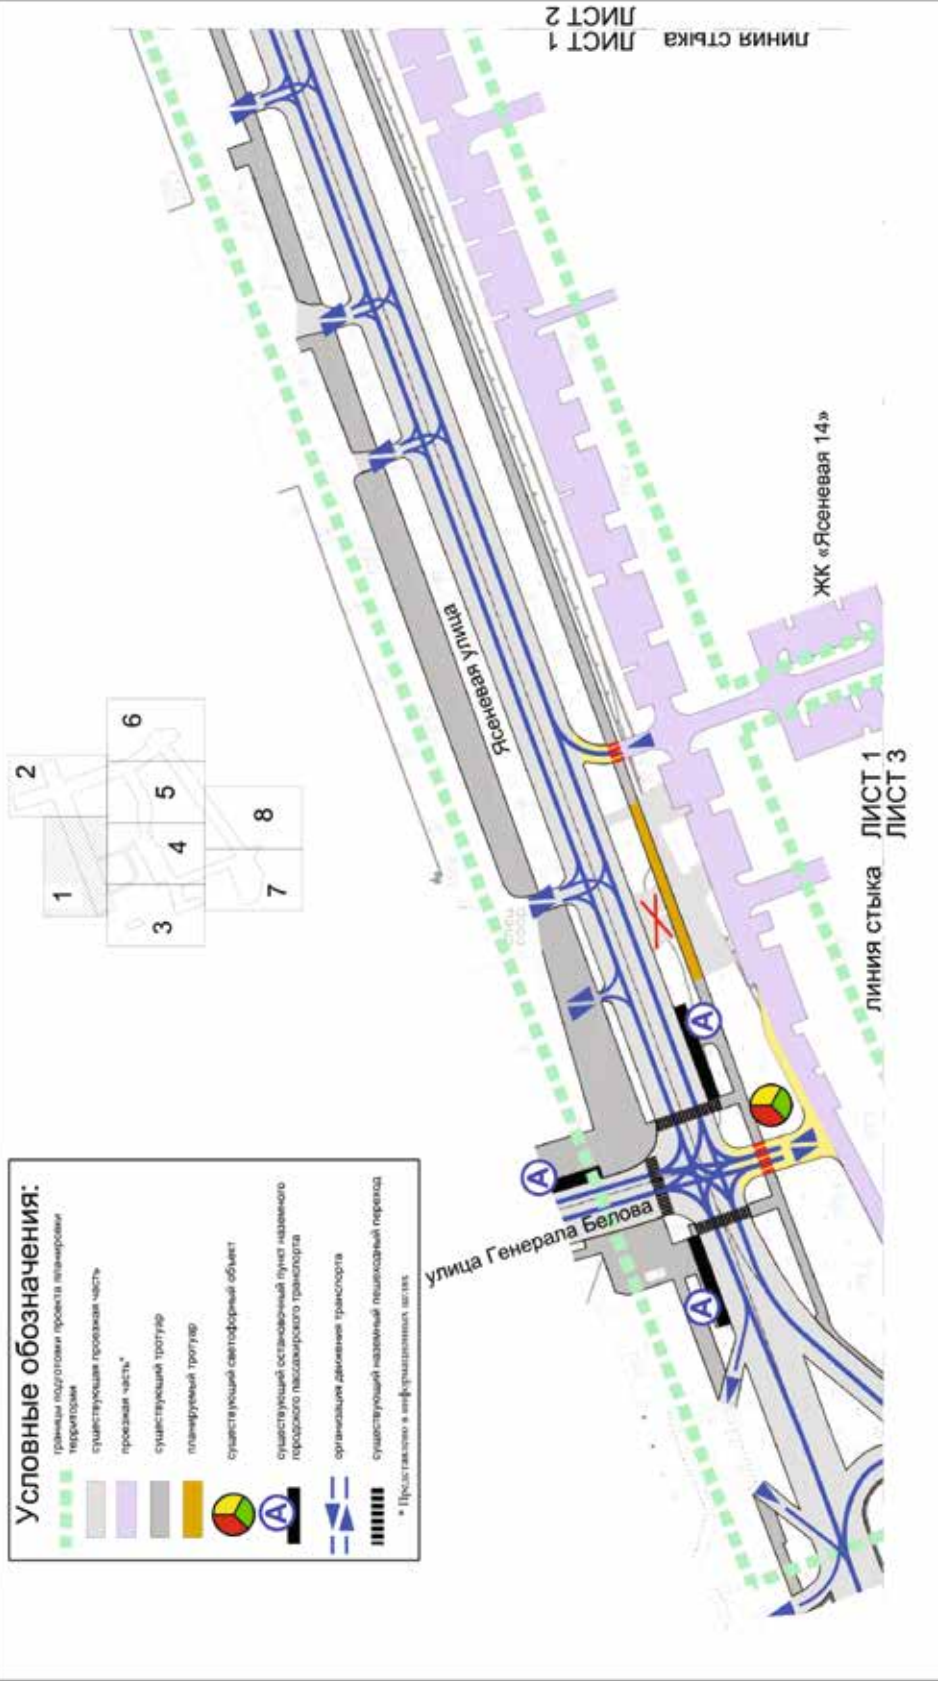 Условные обозначения:
границы подготовки проекта планировки
территории
существующая проезжая часть
проезжая часть*
существующий тротуар
планируемый тротуар
существующий светофорный объект
существующий остановочный пункт наземного
городского пассажирского транспорта
А
организация движения транспорта
существующий наземный пешеходный переход
* Представлено в информационных целях
1
2
3
4
5
6
7
8
улица Генерала Белова
А
А
А
спец.
соор.
Ясеневая улица
ЖК «Ясеневая 14»
линия стыка ЛИСТ 1
ЛИСТ 3
линия стыка ЛИСТ 1
ЛИСТ 2